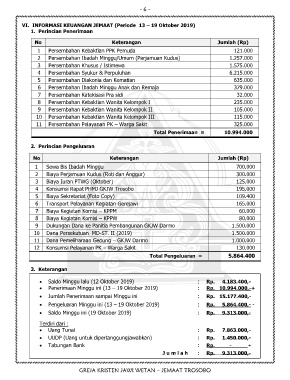 - 4 -
VI. INFORMASI KEUANGAN JEMAAT (Periode 13 – 19 Oktober 2019)
1. Perincian Penerimaan
No Keterangan Jumlah (Rp)
1 Persembahan Kebaktian PPK Pemuda 121.000
2 Persembahan Ibadah Minggu/Umum (Perjamuan Kudus) 1.257.000
3 Persembahan Khusus / Istimewa 1.575.000
4 Persembahan Syukur & Perpuluhan 6.215.000
5 Persembahan Diakonia dan Komitmen 635.000
6 Persembahan Ibadah Minggu Anak dan Remaja 379.000
7 Persembahan Katekisasi Pra sidi 32.000
8 Persembahan Kebaktian Wanita Kelompok I 235.000
9 Persembahan Kebaktian Wanita Kelompok II 105.000
10 Persembahan Kebaktian Wanita Kelompok III 115.000
11 Persembahan Pelayanan PK – Warga Sakit 325.000
Total Penerimaan = 10.994.000
2. Perincian Pengeluaran
No Keterangan Jumlah (Rp)
1 Sewa Bis Ibadah Minggu 700,000
2 Biaya Perjamuan Kudus (Roti dan Anggur) 300,000
3 Biaya Iuran PTWG (Oktober) 125,000
4 Konsumsi Rapat PHMJ GKJW Trosobo 195,000
5 Biaya Sekretariat (Foto Copy) 109,400
6 Transport Pelayanan Kegiatan Gerejawi 165,000
7 Biaya Kegiatan Komisi – KPPM 60,000
8 Biaya Kegiatan Komisi – KPPW 80,000
9 Dukungan Dana ke Panitia Pembangunan GKJW Darmo 1,500,000
10 Dana Persekutuan MD-ST. II (2019) 1,500,000
11 Dana Pemeliharaan Gedung – GKJW Darmo 1,000,000
12 Konsumsi Pelayanan PK – Warga Sakit 130,000
Total Pengeluaran = 5.864.400
3. Keterangan
• Saldo Minggu lalu (12 Oktober 2019) : Rp. 4.183.400,-
• Penerimaan Minggu ini (13 – 19 Oktober 2019) : Rp. 10.994.000,-+
• Jumlah Penerimaan sampai Minggu ini : Rp. 15.177.400,-
• Pengeluaran Minggu ini (13 – 19 Oktober 2019) : Rp. 5.864.400,--
• Saldo Minggu ini (19 Oktober 2019) : Rp. 9.313.000,-
Terdiri dari :
• Uang Tunai : Rp. 7.863.000,-
• UUDP (Uang untuk dipertanggungjawabkan) : Rp. 1.450.000,-
• Tabungan Bank : Rp. - +
J u m l a h : Rp. 9.313.000,-
GREJA KRISTEN JAWI WETAN – JEMAAT TROSOBO